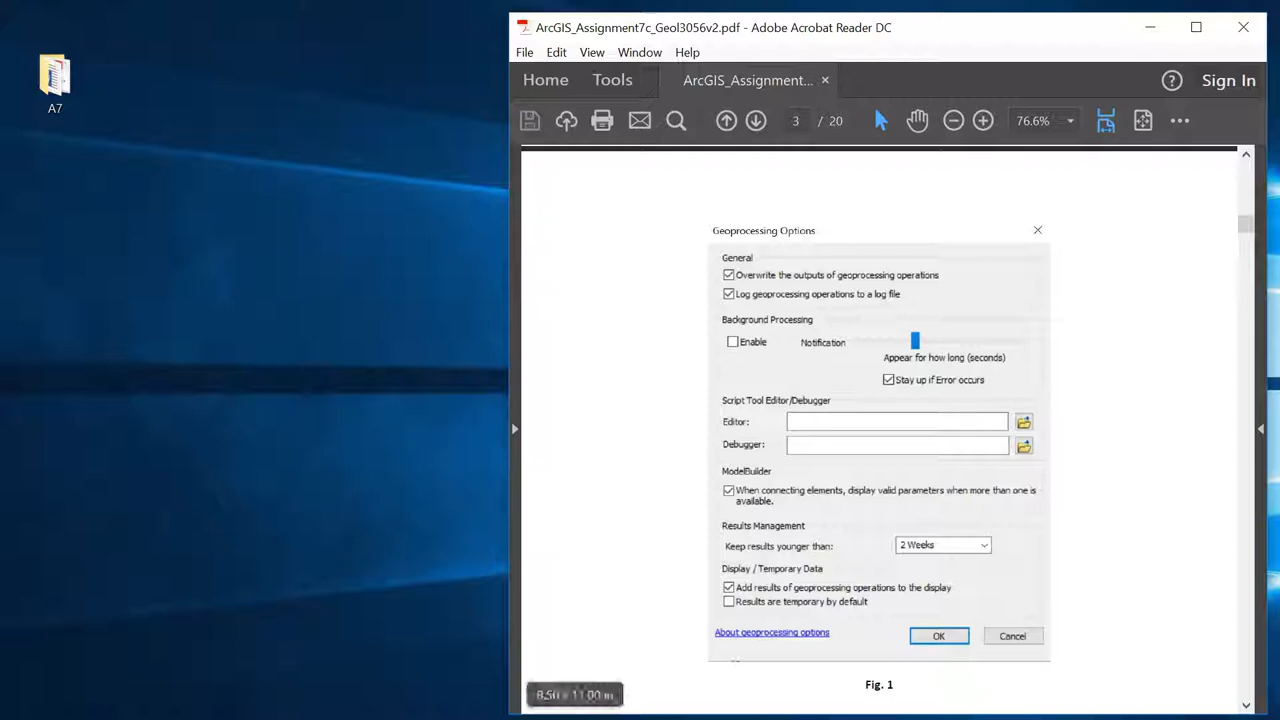 ArcGIS_Assignment7c_Geol3056v2.pdf - Adobe Acrobat Reader DC
File Edit View Window Help
Home Tools ArcGIS_Assignment... × Sign In
3 / 20 76.6%
A7
Geoprocessing Options
General
Overwrite the outputs of geoprocessing operations
Log geoprocessing operations to a log file
Background Processing
Enable Notification
Appear for how long (seconds)
Stay up if Error occurs
Script Tool Editor/Debugger
Editor:
Debugger:
ModelBuilder
When connecting elements, display valid parameters when more than one is
available.
Results Management
Keep results younger than: 2 Weeks
Display / Temporary Data
Add results of geoprocessing operations to the display
Results are temporary by default
About geoprocessing options OK Cancel
Fig. 1
8.50 x 11.00 in